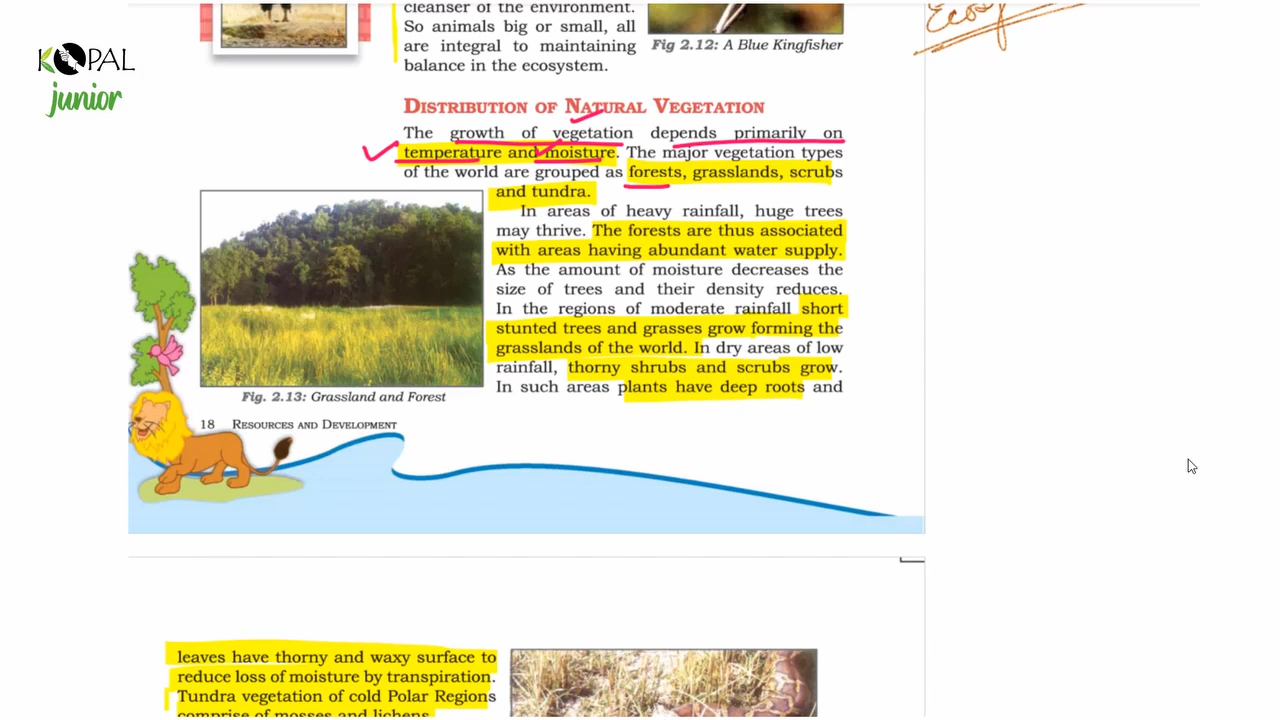 KOPAL
junior
cleanser of the environment.
So animals big or small, all
are integral to maintaining
balance in the ecosystem.
Fig 2.12: A Blue Kingfisher
DISTRIBUTION OF NATURAL VEGETATION
The growth of vegetation depends primarily on
temperature and moisture. The major vegetation types
of the world are grouped as forests, grasslands, scrubs
and tundra.
In areas of heavy rainfall, huge trees
may thrive. The forests are thus associated
with areas having abundant water supply.
As the amount of moisture decreases the
size of trees and their density reduces.
In the regions of moderate rainfall short
stunted trees and grasses grow forming the
grasslands of the world. In dry areas of low
rainfall, thorny shrubs and scrubs grow.
In such areas plants have deep roots and
Fig. 2.13: Grassland and Forest
18 RESOURCES AND DEVELOPMENT
leaves have thorny and waxy surface to
reduce loss of moisture by transpiration.
Tundra vegetation of cold Polar Regions
comprise of mosses and lichens.